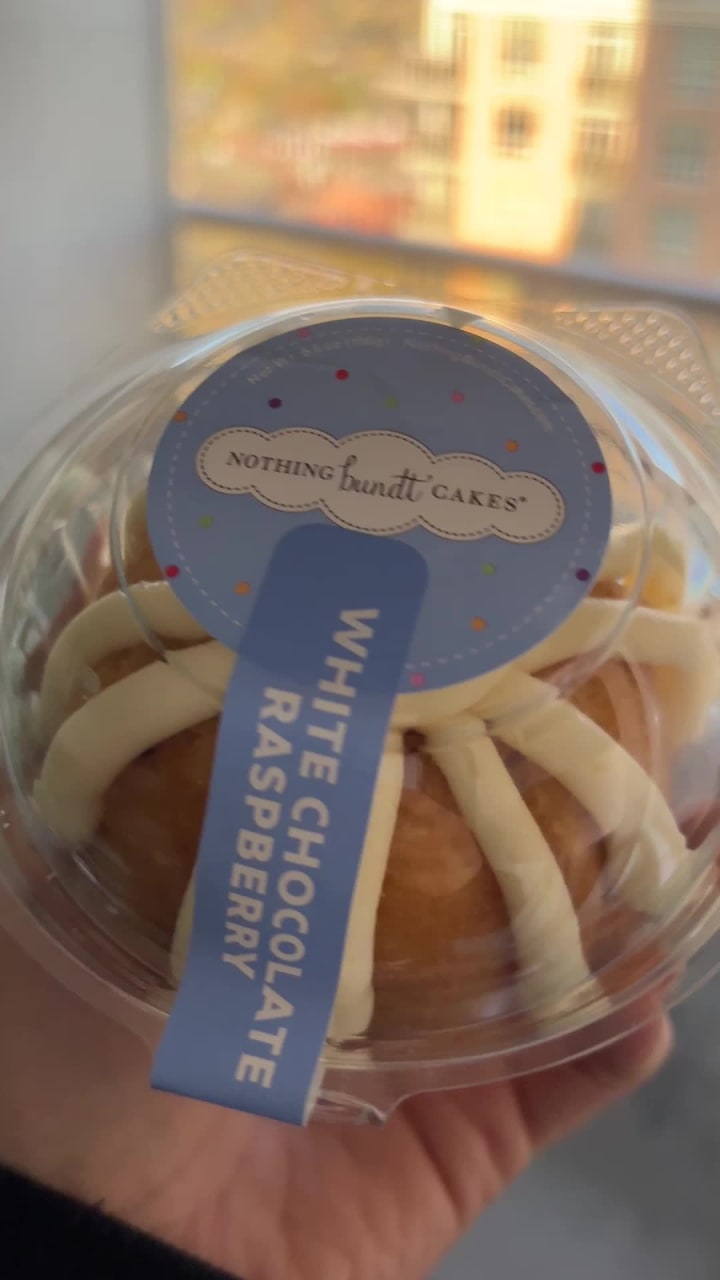 NOTHING bundt CAKES®
WHITE CHOCOLATE
RASPBERRY